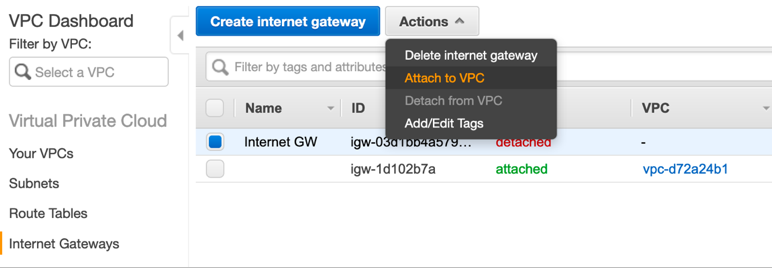 VPC Dashboard
Filter by VPC:
Select a VPC
Virtual Private Cloud
Your VPCs
Subnets
Route Tables
Internet Gateways
Create internet gateway
Actions
Delete internet gateway
Attach to VPC
Detach from VPC
Add/Edit Tags
Filter by tags and attributes
Name ID VPC
Internet GW igw-03d1bb4a579... detached -
igw-1d102b7a attached vpc-d72a24b1